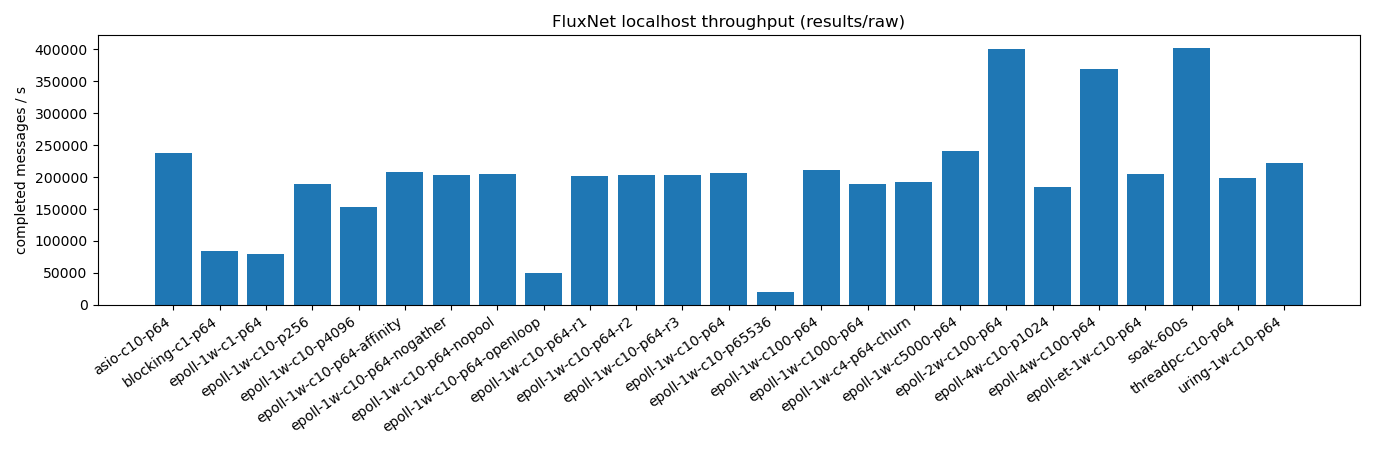 FluxNet localhost throughput (results/raw)
completed messages / s
400000
350000
300000
250000
200000
150000
100000
50000
0
asio-c10-p64
blocking-c1-p64
epoll-1w-c1-p64
epoll-1w-c10-p256
epoll-1w-c10-p4096
epoll-1w-c10-p64-affinity
epoll-1w-c10-p64-nogather
epoll-1w-c10-p64-nopool
epoll-1w-c10-p64-openloop
epoll-1w-c10-p64-r1
epoll-1w-c10-p64-r2
epoll-1w-c10-p64-r3
epoll-1w-c10-p64
epoll-1w-c10-p65536
epoll-1w-c100-p64
epoll-1w-c1000-p64
epoll-1w-c4-p64-churn
epoll-1w-c5000-p64
epoll-2w-c100-p64
epoll-4w-c10-p1024
epoll-4w-c100-p64
epoll-et-1w-c10-p64
soak-600s
threadpc-c10-p64
uring-1w-c10-p64